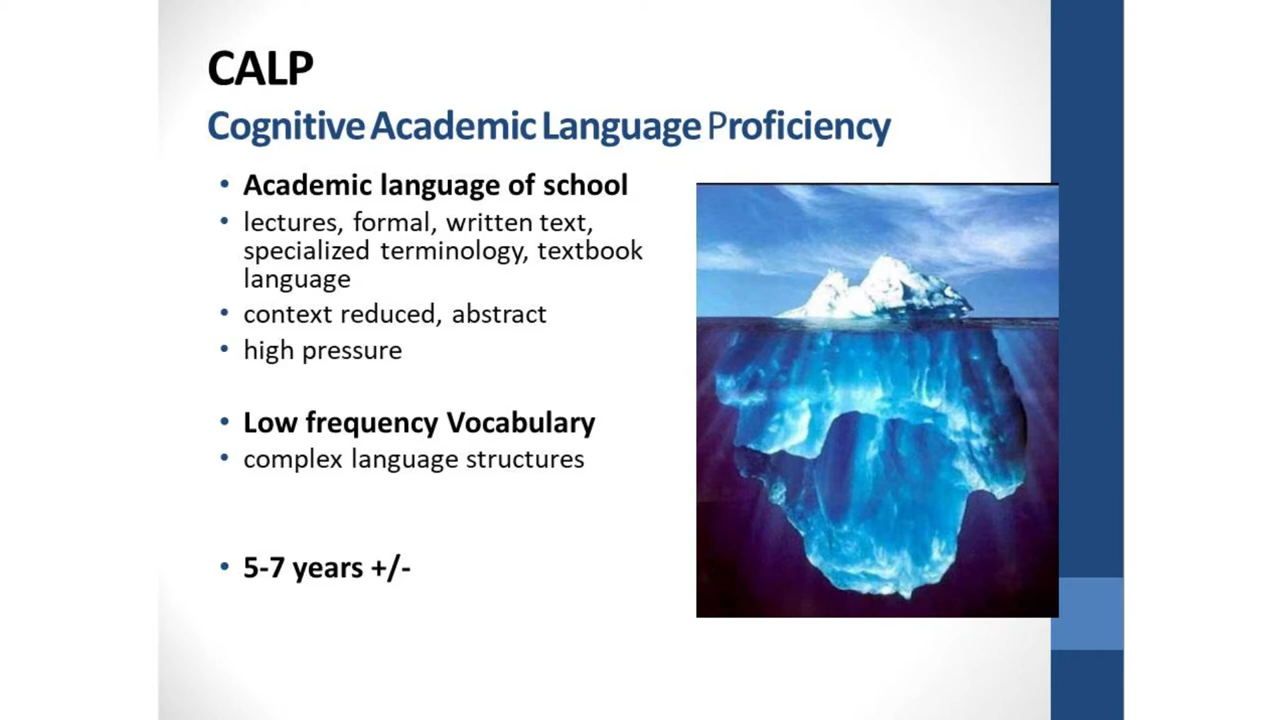 CALP
Cognitive Academic Language Proficiency
• Academic language of school
• lectures, formal, written text,
specialized terminology, textbook
language
• context reduced, abstract
• high pressure
• Low frequency Vocabulary
• complex language structures
• 5-7 years +/-